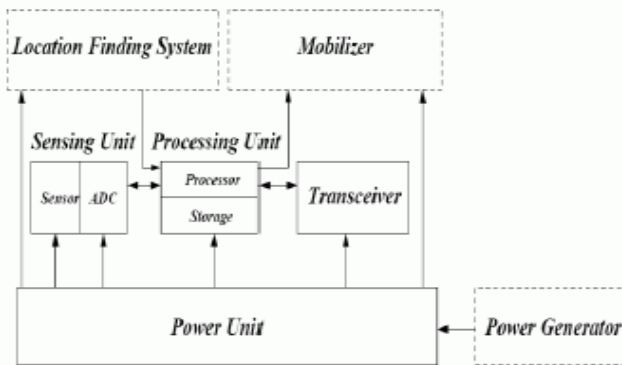 Location Finding System
Mobilizer
Sensing Unit
Processing Unit
Sensor
ADC
Processor
Storage
Transceiver
Power Unit
Power Generator